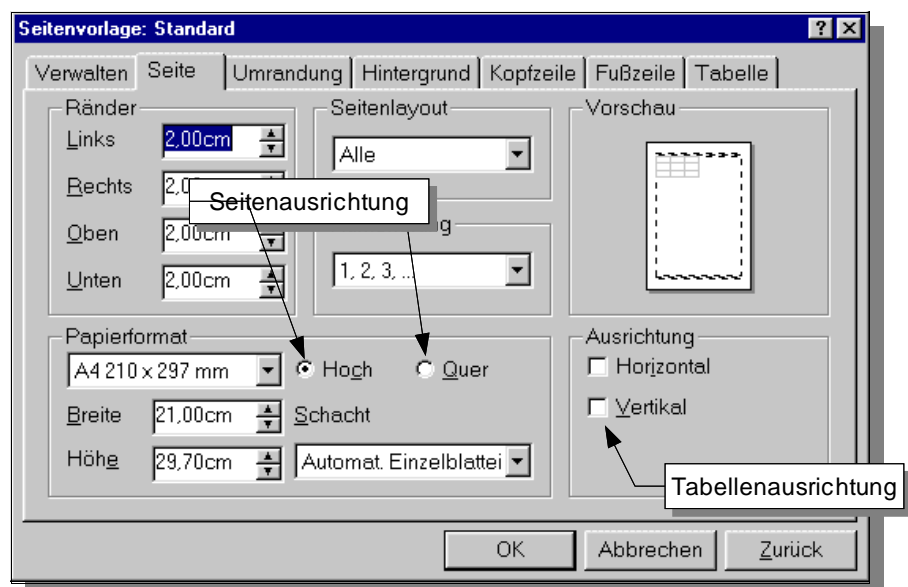 Seitenvorlage: Standard
Verwalten Seite Umrandung Hintergrund Kopfzeile Fußzeile Tabelle
Ränder
Links 2,00cm
Rechts
Oben 2,00cm
Unten 2,00cm
Seitenlayout
Alle
1, 2, 3, ...
Vorschau
Seitenausrichtung
Papierformat
A4 210 x 297 mm Hoch Quer
Breite 21,00cm Schacht
Höhe 29,70cm Automat. Einzelblattei
Ausrichtung
Horizontal
Vertikal
Tabellenausrichtung
OK Abbrechen Zurück